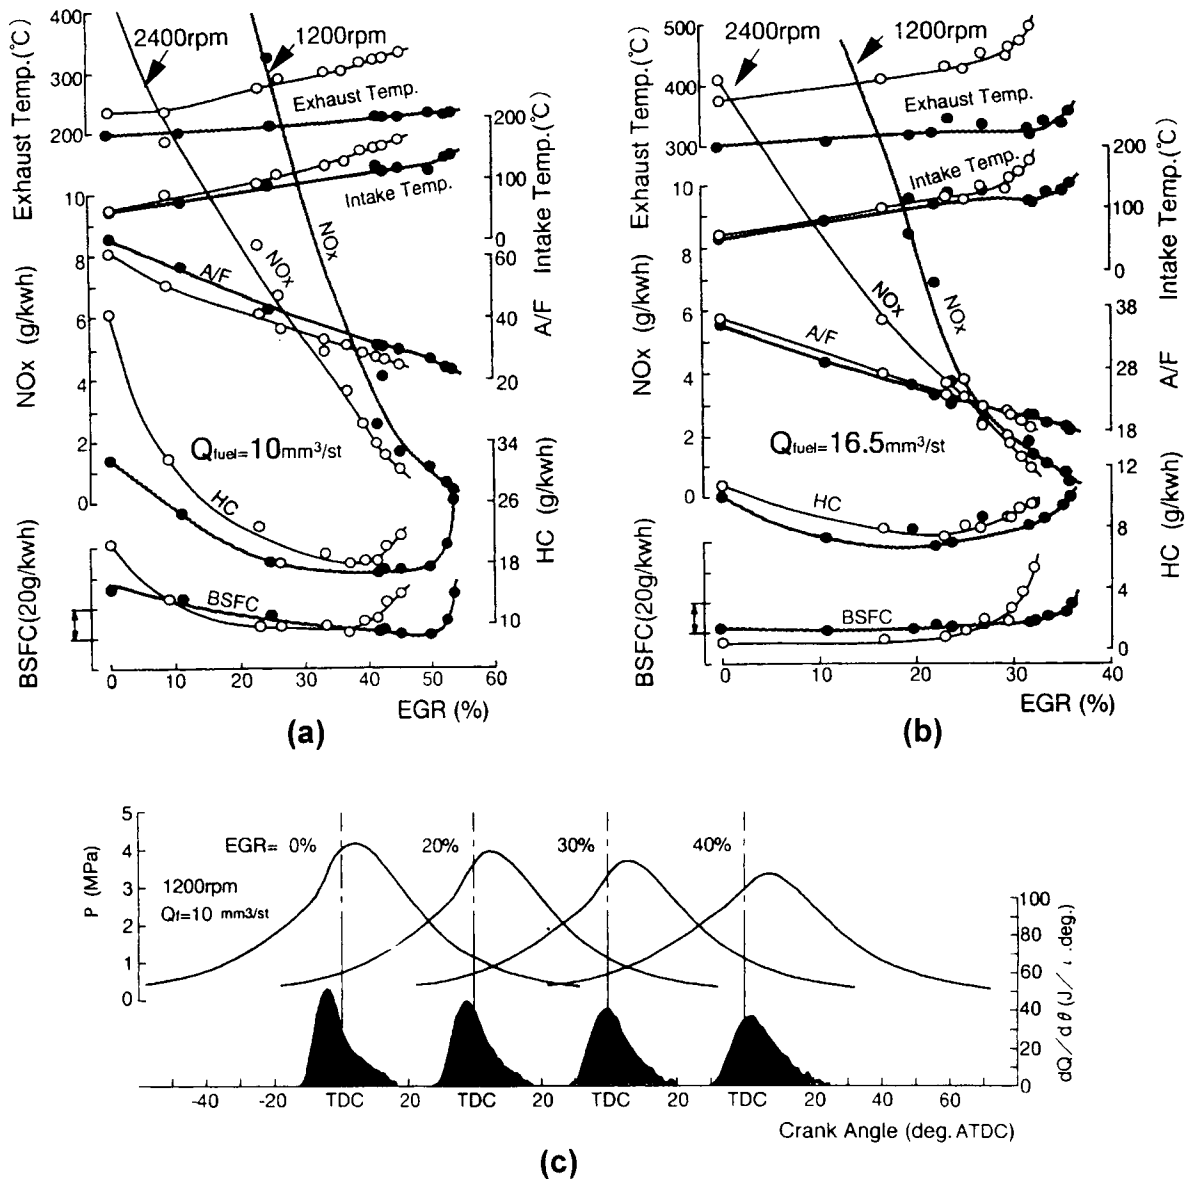 2400rpm
1200rpm
Exhaust Temp.(℃)
400
300
200
Exhaust Temp.
200
100
0
Intake Temp.(℃)
Intake Temp.
NOx (g/kwh)
10
8
6
4
2
0
NOx
NOx
A/F
60
40
20
A/F
Qfuel=10mm³/st
HC
34
26
18
10
HC (g/kwh)
BSFC(20g/kwh)
BSFC
0
10
20
30
40
50
60
EGR (%)
(a)
2400rpm
1200rpm
Exhaust Temp.(℃)
500
400
300
Exhaust Temp.
200
100
0
Intake Temp.(℃)
Intake Temp.
NOx (g/kwh)
10
8
6
4
2
0
NOx
NOx
A/F
38
28
18
A/F
Qfuel=16.5mm³/st
HC
12
8
4
0
HC (g/kwh)
BSFC(20g/kwh)
BSFC
0
10
20
30
40
EGR (%)
(b)
P (MPa)
5
4
3
2
1
0
EGR= 0%
20%
30%
40%
1200rpm
Qf=10 mm3/st
100
80
60
40
20
0
dQ/dθ(J/ .deg.)
-40
-20
TDC
20
TDC
20
TDC
20
TDC
20
40
60
Crank Angle (deg. ATDC)
(c)